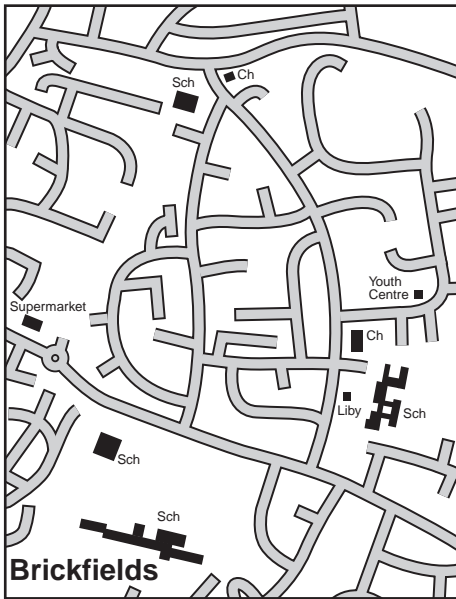 Ch
Sch
Youth
Centre
Supermarket
Ch
Liby
Sch
Sch
Sch
Brickfields